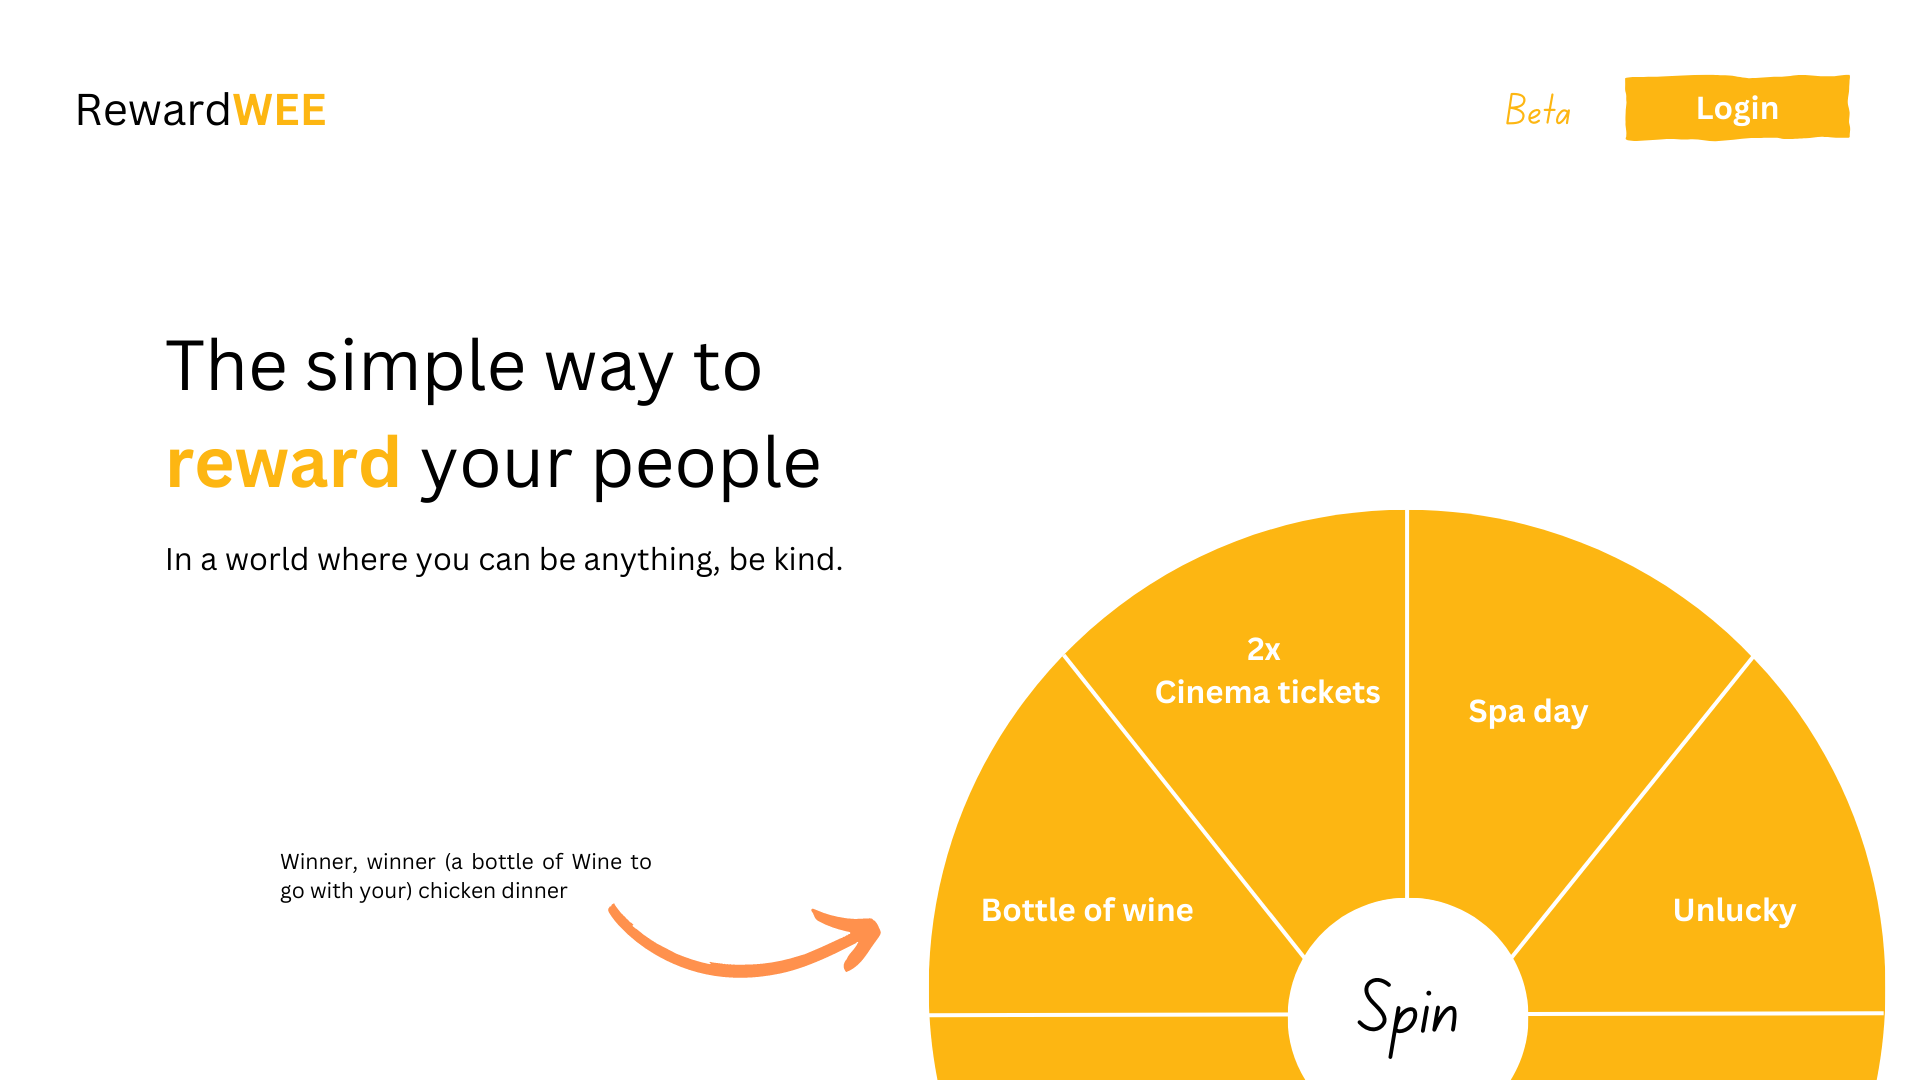 RewardWEE
Beta
Login
The simple way to
reward your people
In a world where you can be anything, be kind.
2x
Cinema tickets
Spa day
Winner, winner (a bottle of Wine to
go with your) chicken dinner
Bottle of wine
Unlucky
Spin